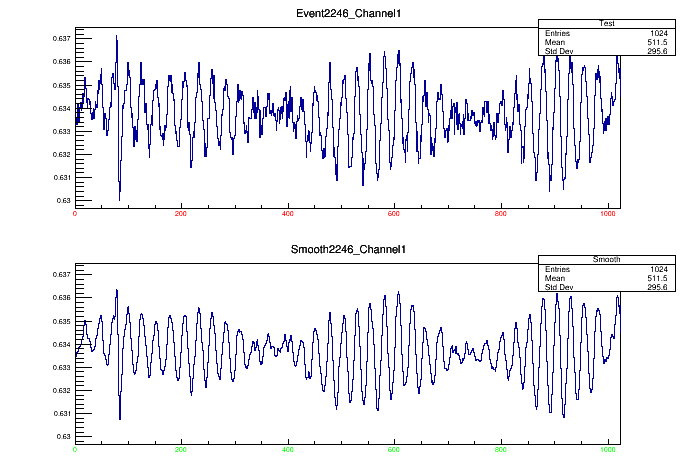 Event2246_Channel1
Test
Entries 1024
Mean 511.5
Std Dev 295.6
0.637
0.636
0.635
0.634
0.633
0.632
0.631
0.63
0 200 400 600 800 1000
Smooth2246_Channel1
Smooth
Entries 1024
Mean 511.5
Std Dev 295.6
0.637
0.636
0.635
0.634
0.633
0.632
0.631
0.63
0 200 400 600 800 1000